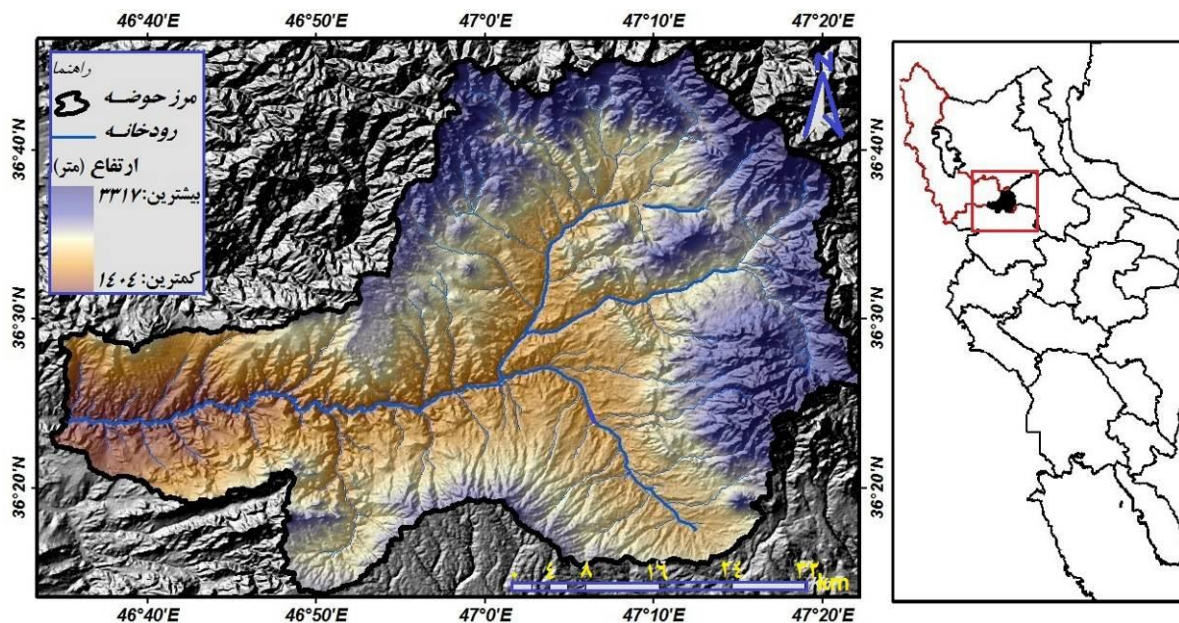 46°40'E 46°50'E 47°0'E 47°10'E 47°20'E
راهنما
مرز حوضـه
رودخانـه
ارتفاع (متر)
بیشترین: ۳۳۱۷
کمترین: ۱۴۰۴
N
36°40'N 36°40'N
36°30'N 36°30'N
36°20'N 36°20'N
۰ ۴ ۸ ۱۶ ۲۴ ۳۲ km
46°40'E 46°50'E 47°0'E 47°10'E 47°20'E